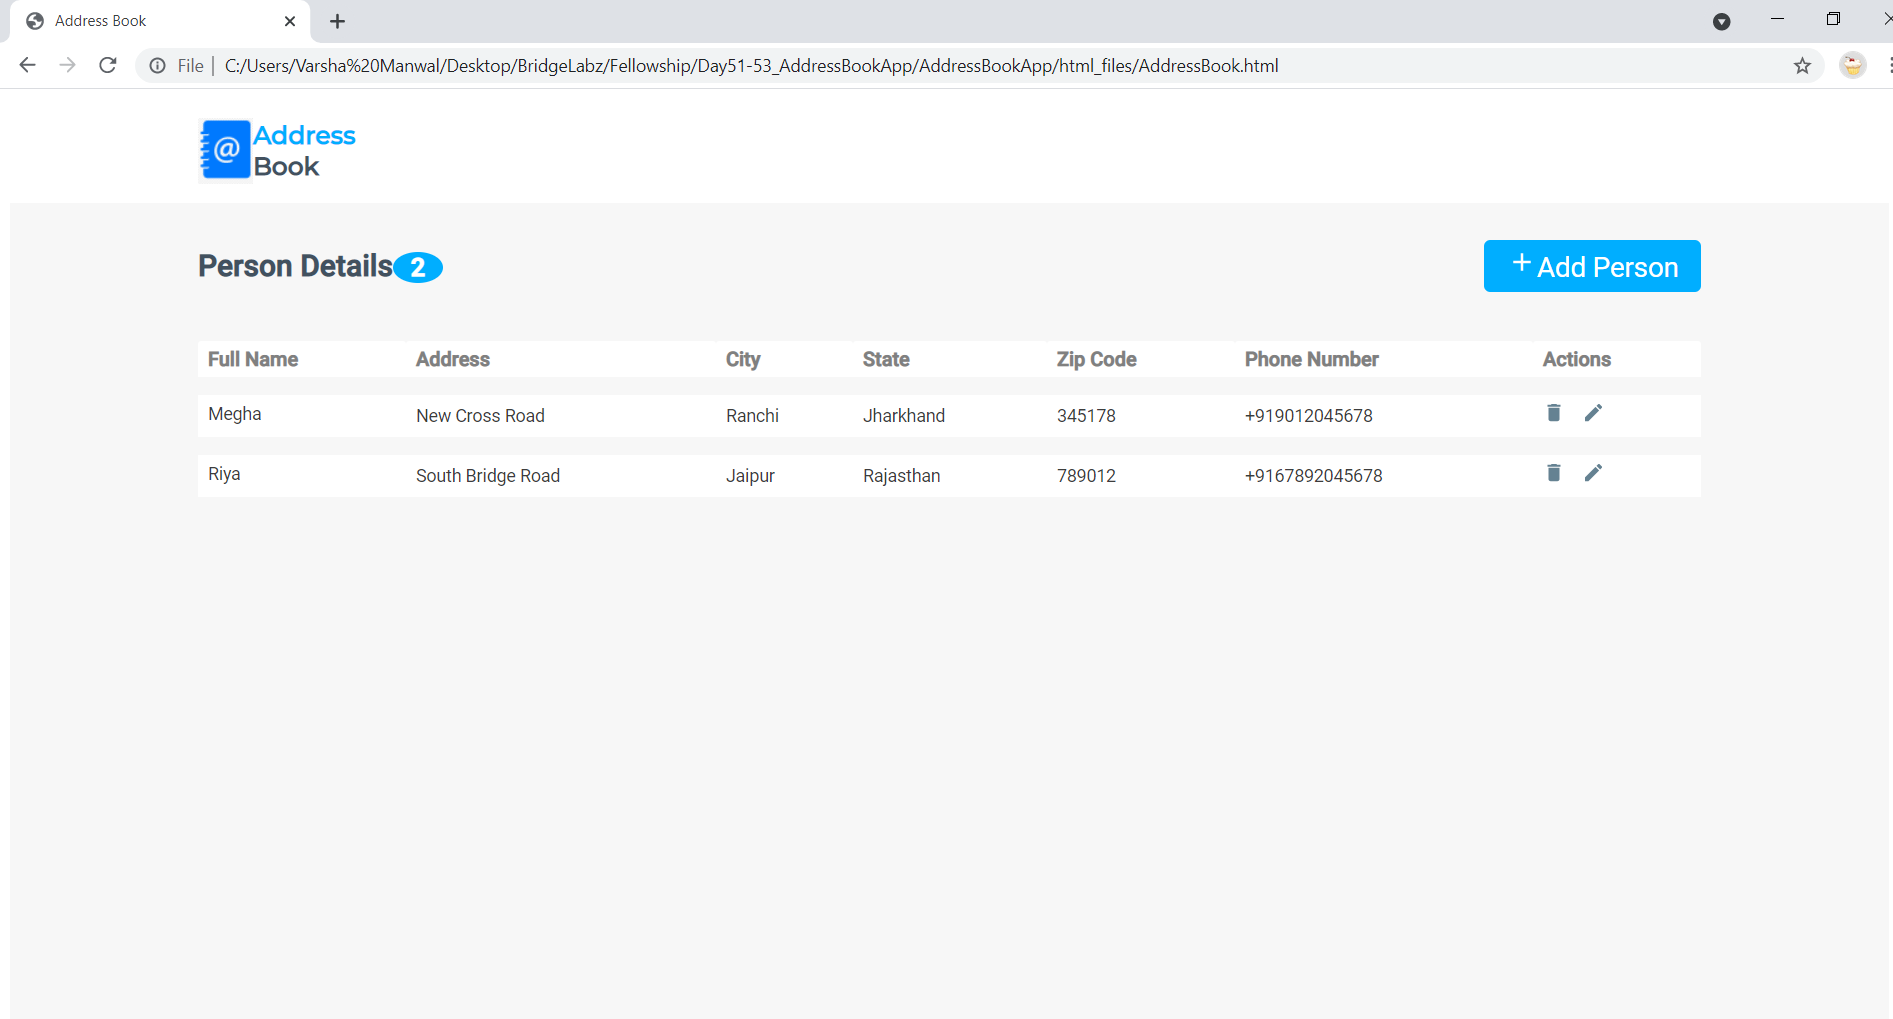 Address Book
File | C:/Users/Varsha%20Manwal/Desktop/BridgeLabz/Fellowship/Day51-53_AddressBookApp/AddressBookApp/html_files/AddressBook.html
@ Address
Book
Person Details 2
+ Add Person
Full Name Address City State Zip Code Phone Number Actions
Megha New Cross Road Ranchi Jharkhand 345178 +919012045678
Riya South Bridge Road Jaipur Rajasthan 789012 +9167892045678